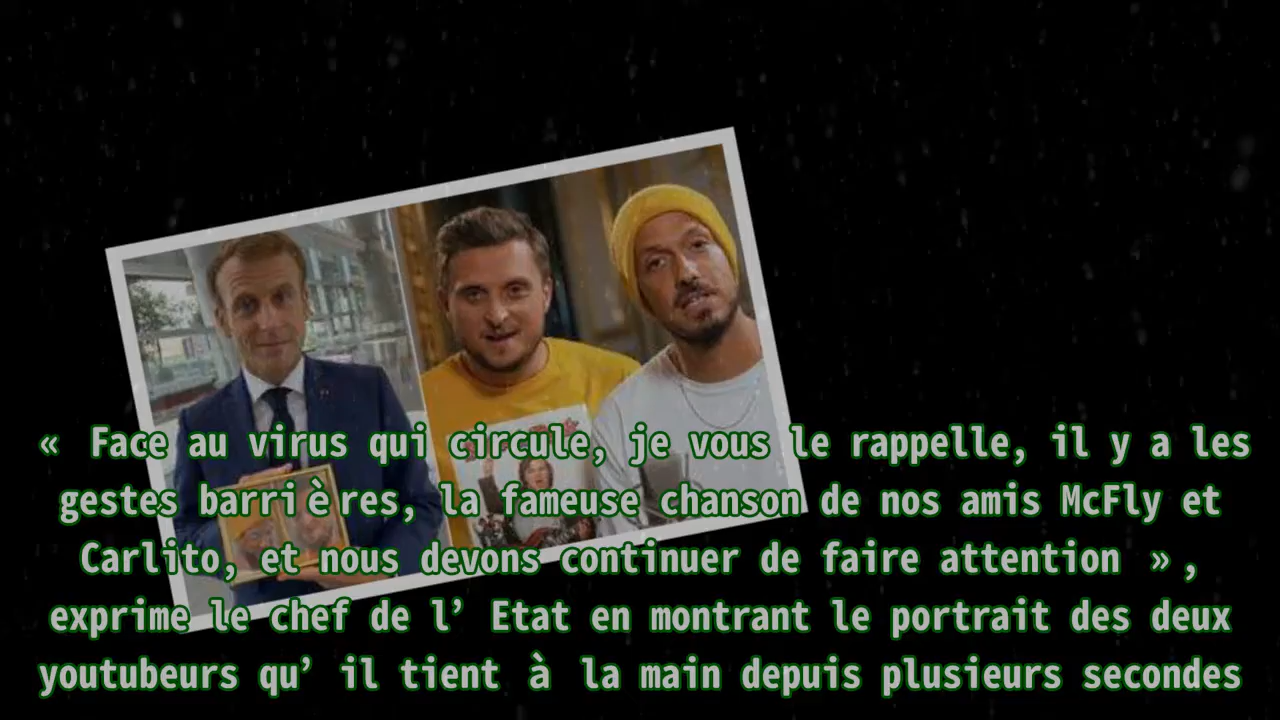 « Face au virus qui circule, je vous le rappelle, il y a les
gestes barrières, la fameuse chanson de nos amis McFly et
Carlito, et nous devons continuer de faire attention »,
exprime le chef de l’ Etat en montrant le portrait des deux
youtubeurs qu’ il tient à la main depuis plusieurs secondes